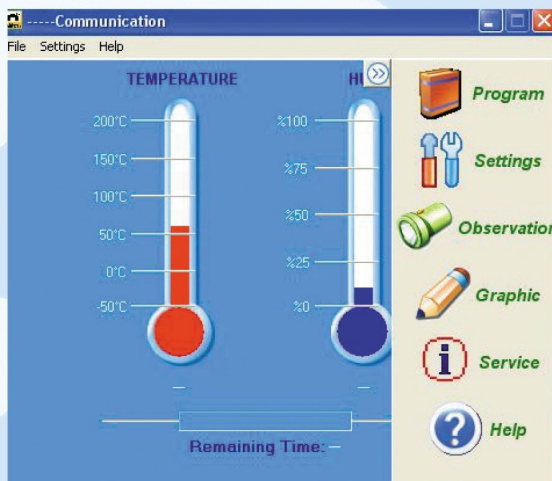 -----Communication
File Settings Help
TEMPERATURE
HU
200°C
150°C
100°C
50°C
0°C
-50°C
%100
%75
%50
%25
%0
–
–
Remaining Time: –
Program
Settings
Observation
Graphic
Service
Help